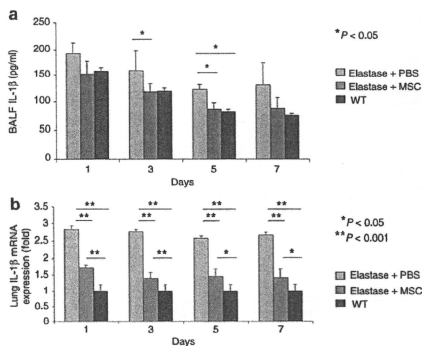 a
BALF IL-1β (pg/ml)
250
200
150
100
50
0
*
*
*
1 3 5 7
Days
*P < 0.05
Elastase + PBS
Elastase + MSC
WT
b
Lung IL-1β mRNA
expression (fold)
3.5
3
2.5
2
1.5
1
0.5
0
** ** ** **
** ** ** **
** ** * *
1 3 5 7
Days
*P < 0.05
**P < 0.001
Elastase + PBS
Elastase + MSC
WT